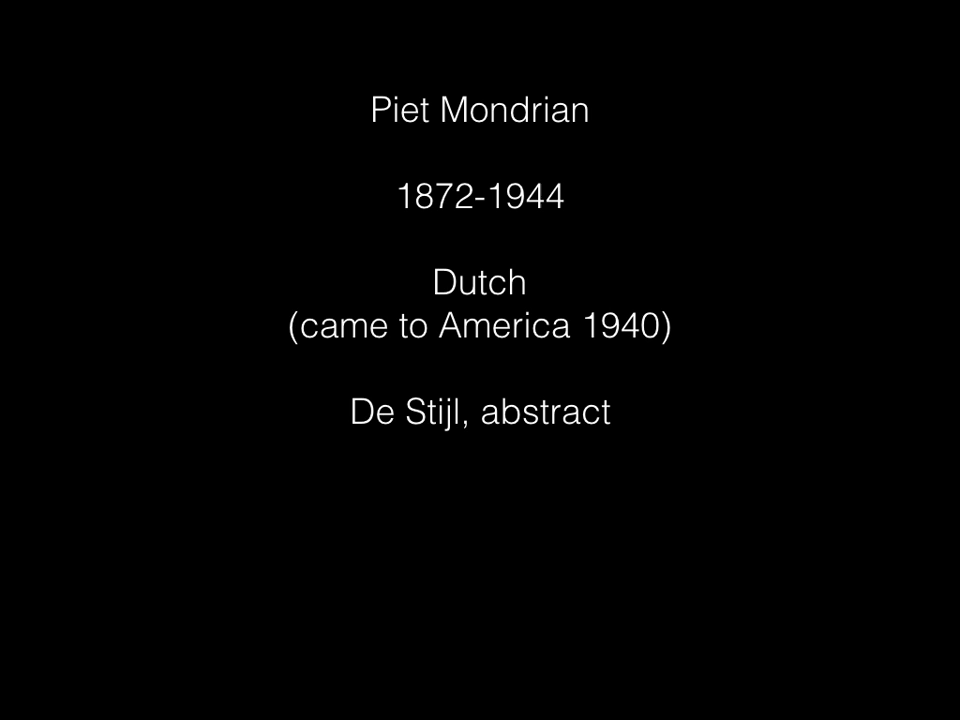 Piet Mondrian
1872-1944
Dutch
(came to America 1940)
De Stijl, abstract